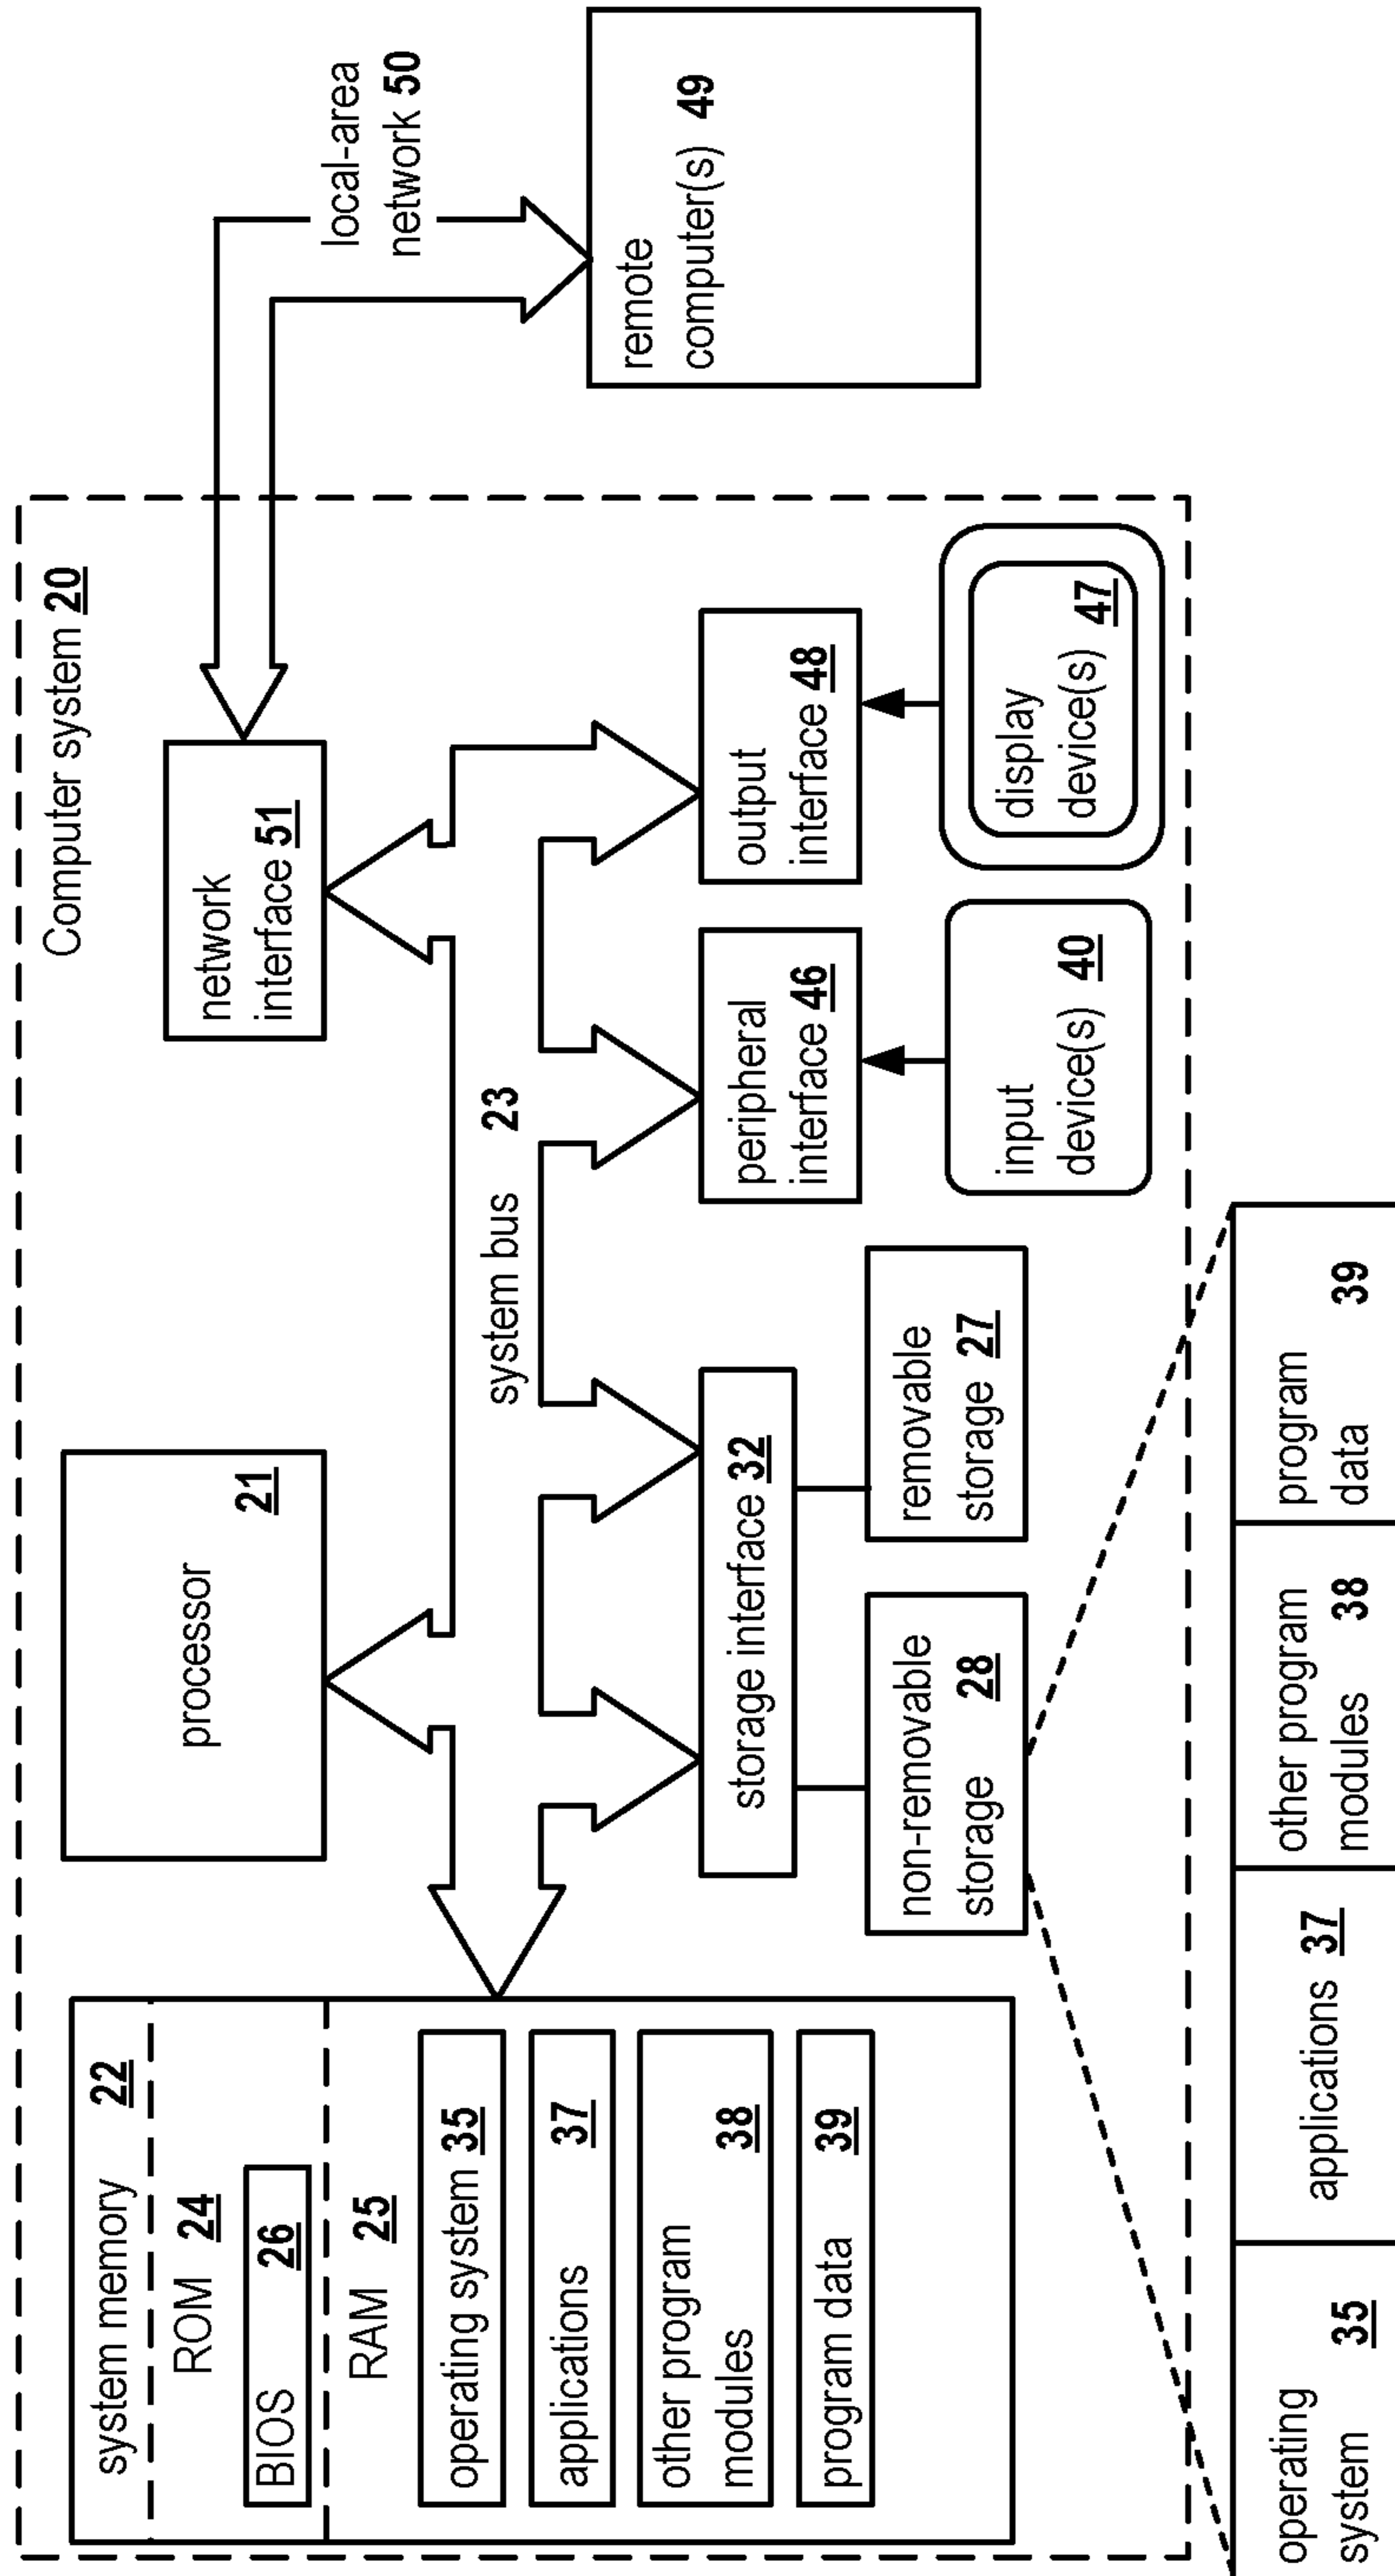 Computer system 20
system memory 22
ROM 24
BIOS 26
RAM 25
operating system 35
applications 37
other program
modules 38
program data 39
processor
21
network
interface 51
local-area
network 50
system bus 23
storage interface 32
non-removable
storage 28
removable
storage 27
peripheral
interface 46
output
interface 48
input
device(s) 40
display
device(s) 47
remote
computer(s) 49
operating
system 35
applications 37
other program
modules 38
program
data 39